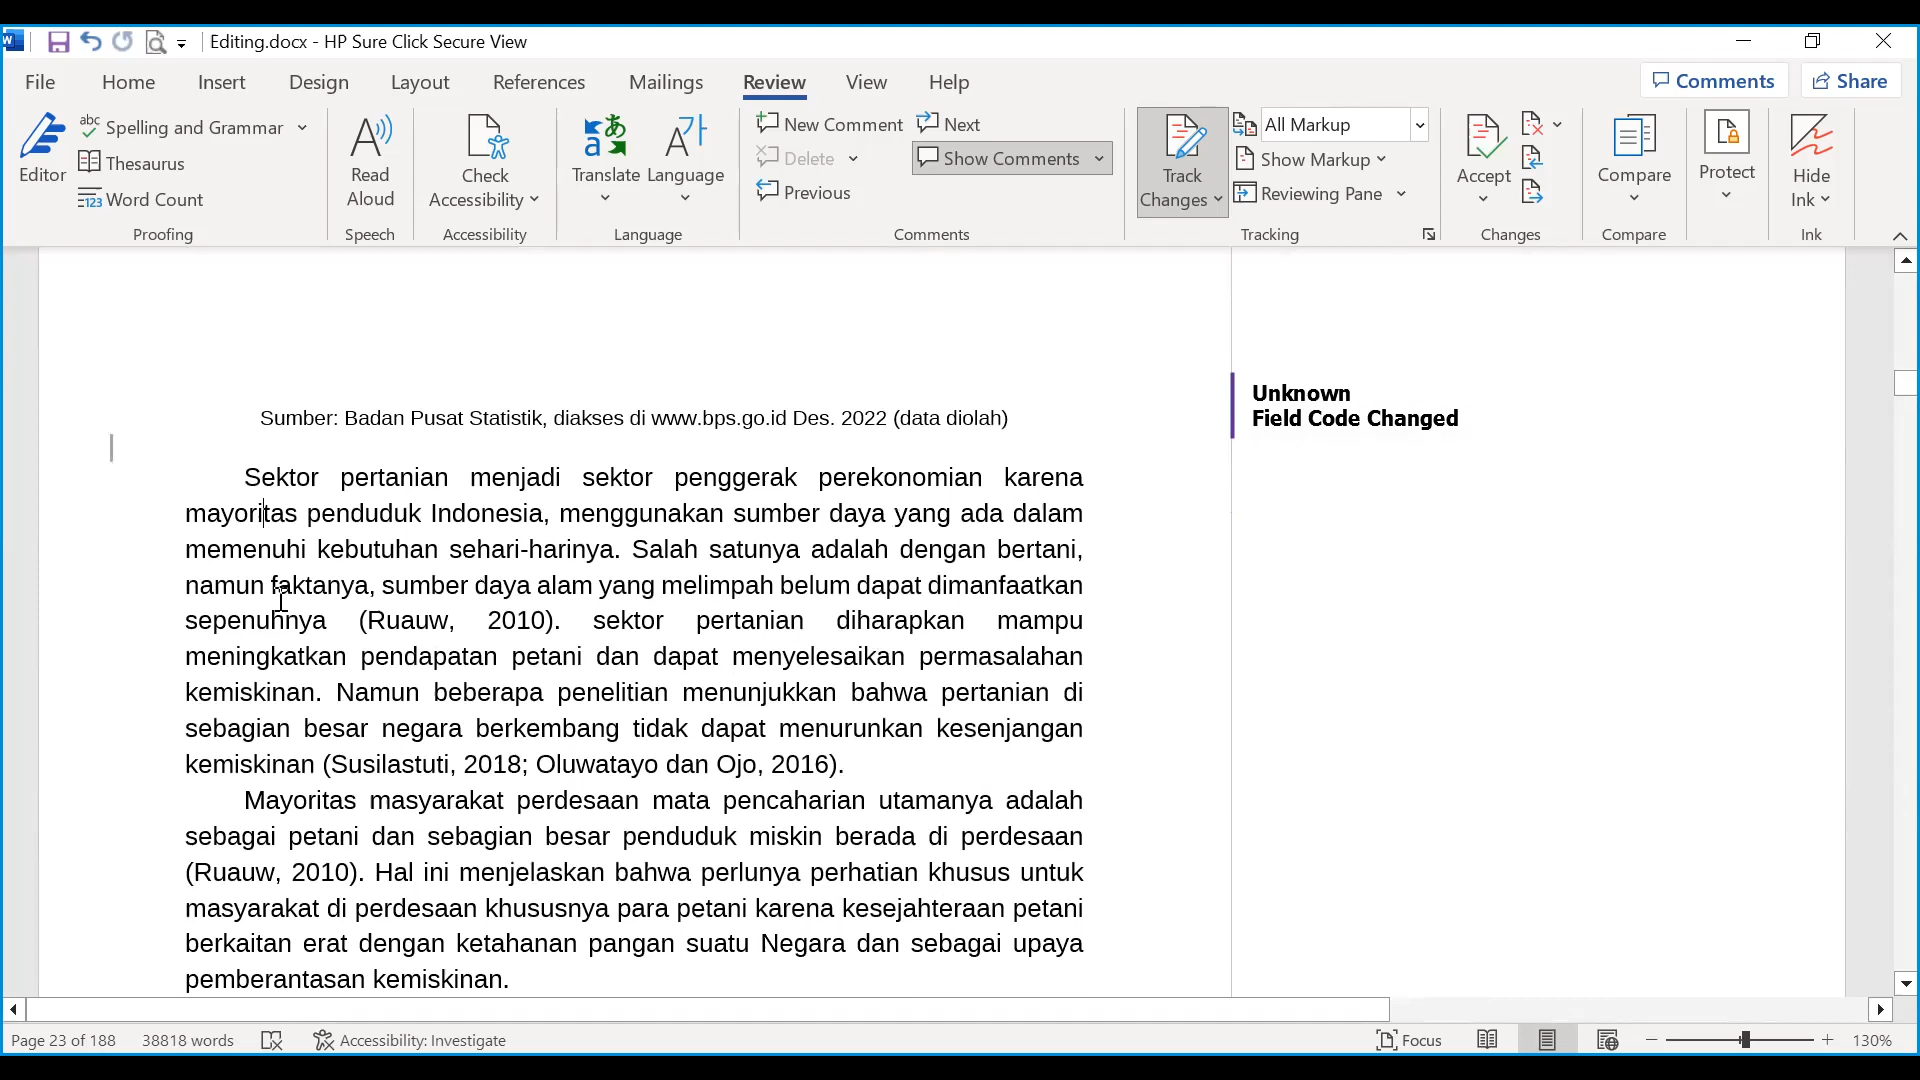 Editing.docx - HP Sure Click Secure View
File Home Insert Design Layout References Mailings Review View Help Comments Share
Editor
abc Spelling and Grammar
Thesaurus
123 Word Count
Proofing
Read Aloud
Speech
Check Accessibility
Accessibility
Translate
Language
Language
New Comment
Delete
Previous
Next
Show Comments
Comments
Track Changes
All Markup
Show Markup
Reviewing Pane
Tracking
Accept
Changes
Compare
Compare
Protect
Hide Ink
Ink
Sumber: Badan Pusat Statistik, diakses di www.bps.go.id Des. 2022 (data diolah)
Unknown
Field Code Changed
Sektor pertanian menjadi sektor penggerak perekonomian karena
mayoritas penduduk Indonesia, menggunakan sumber daya yang ada dalam
memenuhi kebutuhan sehari-harinya. Salah satunya adalah dengan bertani,
namun faktanya, sumber daya alam yang melimpah belum dapat dimanfaatkan
sepenuhnya (Ruauw, 2010). sektor pertanian diharapkan mampu
meningkatkan pendapatan petani dan dapat menyelesaikan permasalahan
kemiskinan. Namun beberapa penelitian menunjukkan bahwa pertanian di
sebagian besar negara berkembang tidak dapat menurunkan kesenjangan
kemiskinan (Susilastuti, 2018; Oluwatayo dan Ojo, 2016).
Mayoritas masyarakat perdesaan mata pencaharian utamanya adalah
sebagai petani dan sebagian besar penduduk miskin berada di perdesaan
(Ruauw, 2010). Hal ini menjelaskan bahwa perlunya perhatian khusus untuk
masyarakat di perdesaan khususnya para petani karena kesejahteraan petani
berkaitan erat dengan ketahanan pangan suatu Negara dan sebagai upaya
pemberantasan kemiskinan.
Page 23 of 188 38818 words Accessibility: Investigate Focus 130%